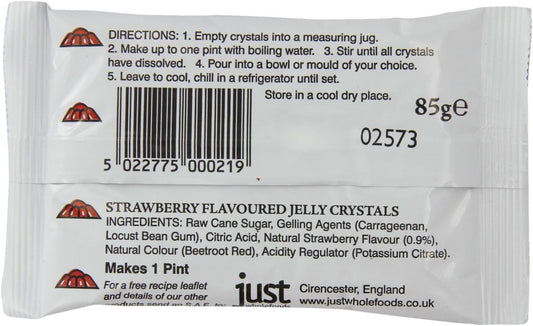 DIRECTIONS: 1. Empty crystals into a measuring jug.
2. Make up to one pint with boiling water. 3. Stir until all crystals
have dissolved. 4. Pour into a bowl or mould of your choice.
5. Leave to cool, chill in a refrigerator until set.
Store in a cool dry place.
85g℮
02573
5 022775 000219
STRAWBERRY FLAVOURED JELLY CRYSTALS
INGREDIENTS: Raw Cane Sugar, Gelling Agents (Carrageenan,
Locust Bean Gum), Citric Acid, Natural Strawberry Flavour (0.9%),
Natural Colour (Beetroot Red), Acidity Regulator (Potassium Citrate).
Makes 1 Pint
For a free recipe leaflet
and details of our other
products send an S.A.E. to:
just
wholefoods
Cirencester, England
www.justwholefoods.co.uk